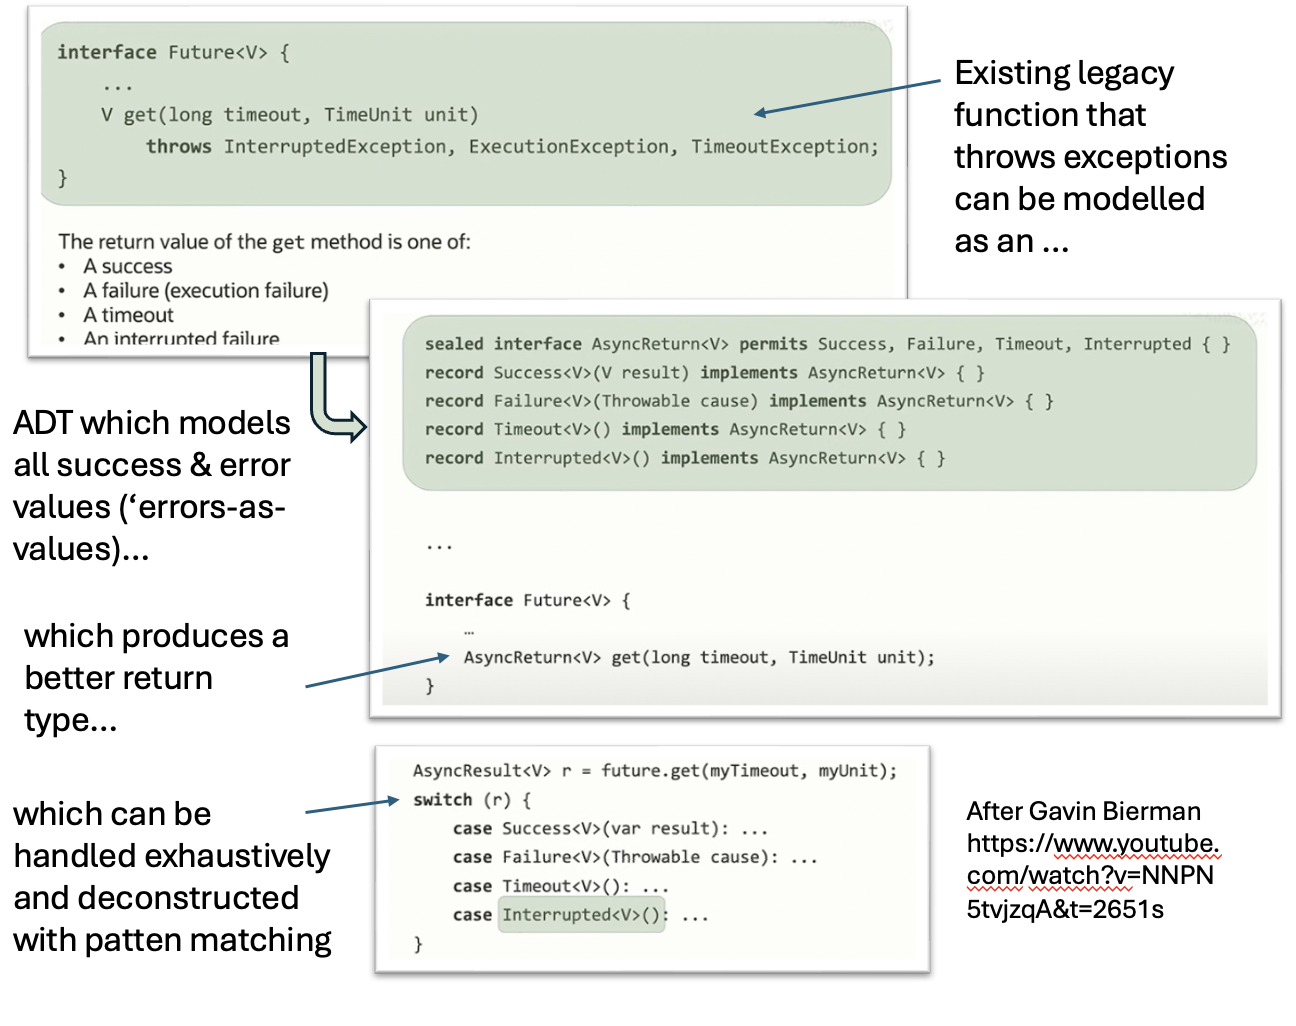 interface Future<V> {
...
V get(long timeout, TimeUnit unit)
throws InterruptedException, ExecutionException, TimeoutException;
}
The return value of the get method is one of:
• A success
• A failure (execution failure)
• A timeout
• An interrupted failure
Existing legacy
function that
throws exceptions
can be modelled
as an ...
ADT which models
all success & error
values (‘errors-as-
values)...
sealed interface AsyncReturn<V> permits Success, Failure, Timeout, Interrupted { }
record Success<V>(V result) implements AsyncReturn<V> { }
record Failure<V>(Throwable cause) implements AsyncReturn<V> { }
record Timeout<V>() implements AsyncReturn<V> { }
record Interrupted<V>() implements AsyncReturn<V> { }
...
interface Future<V> {
…
AsyncReturn<V> get(long timeout, TimeUnit unit);
}
which produces a
better return
type...
which can be
handled exhaustively
and deconstructed
with patten matching
AsyncResult<V> r = future.get(myTimeout, myUnit);
switch (r) {
case Success<V>(var result): ...
case Failure<V>(Throwable cause): ...
case Timeout<V>(): ...
case Interrupted<V>(): ...
}
After Gavin Bierman
https://www.youtube.
com/watch?v=NNPN
5tvjzqA&t=2651s